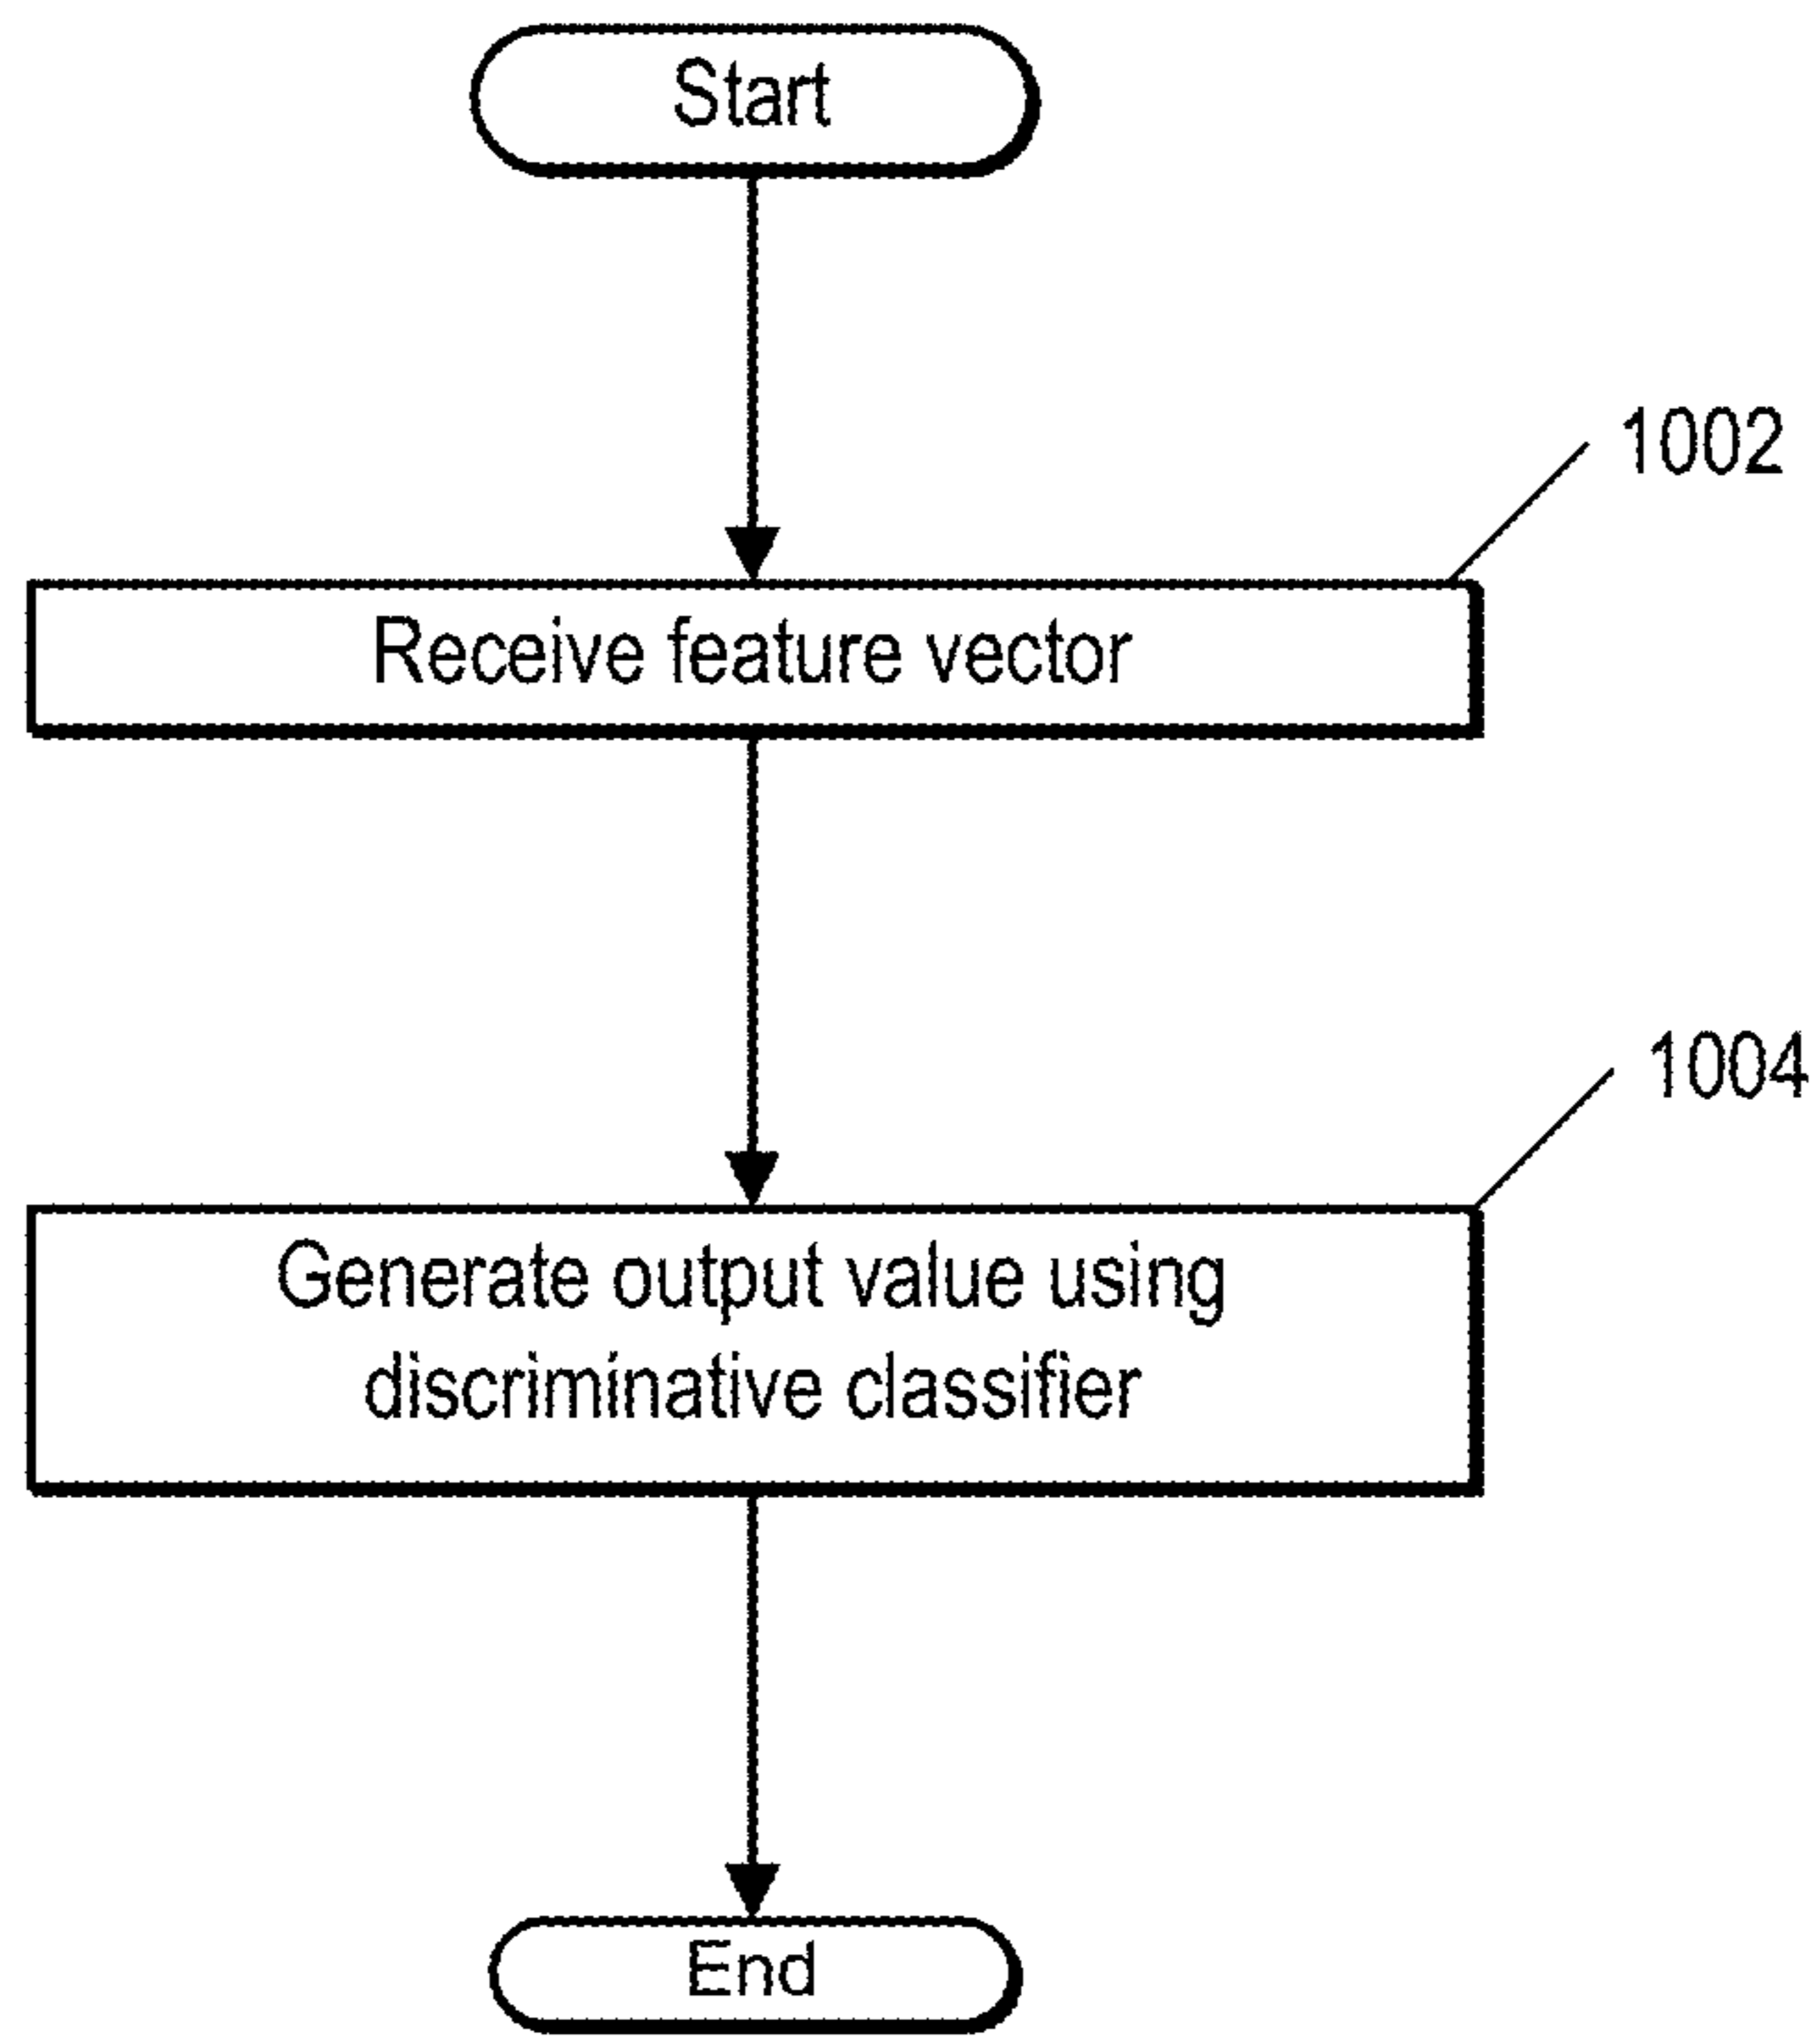 Start
1002
Receive feature vector
1004
Generate output value using
discriminative classifier
End